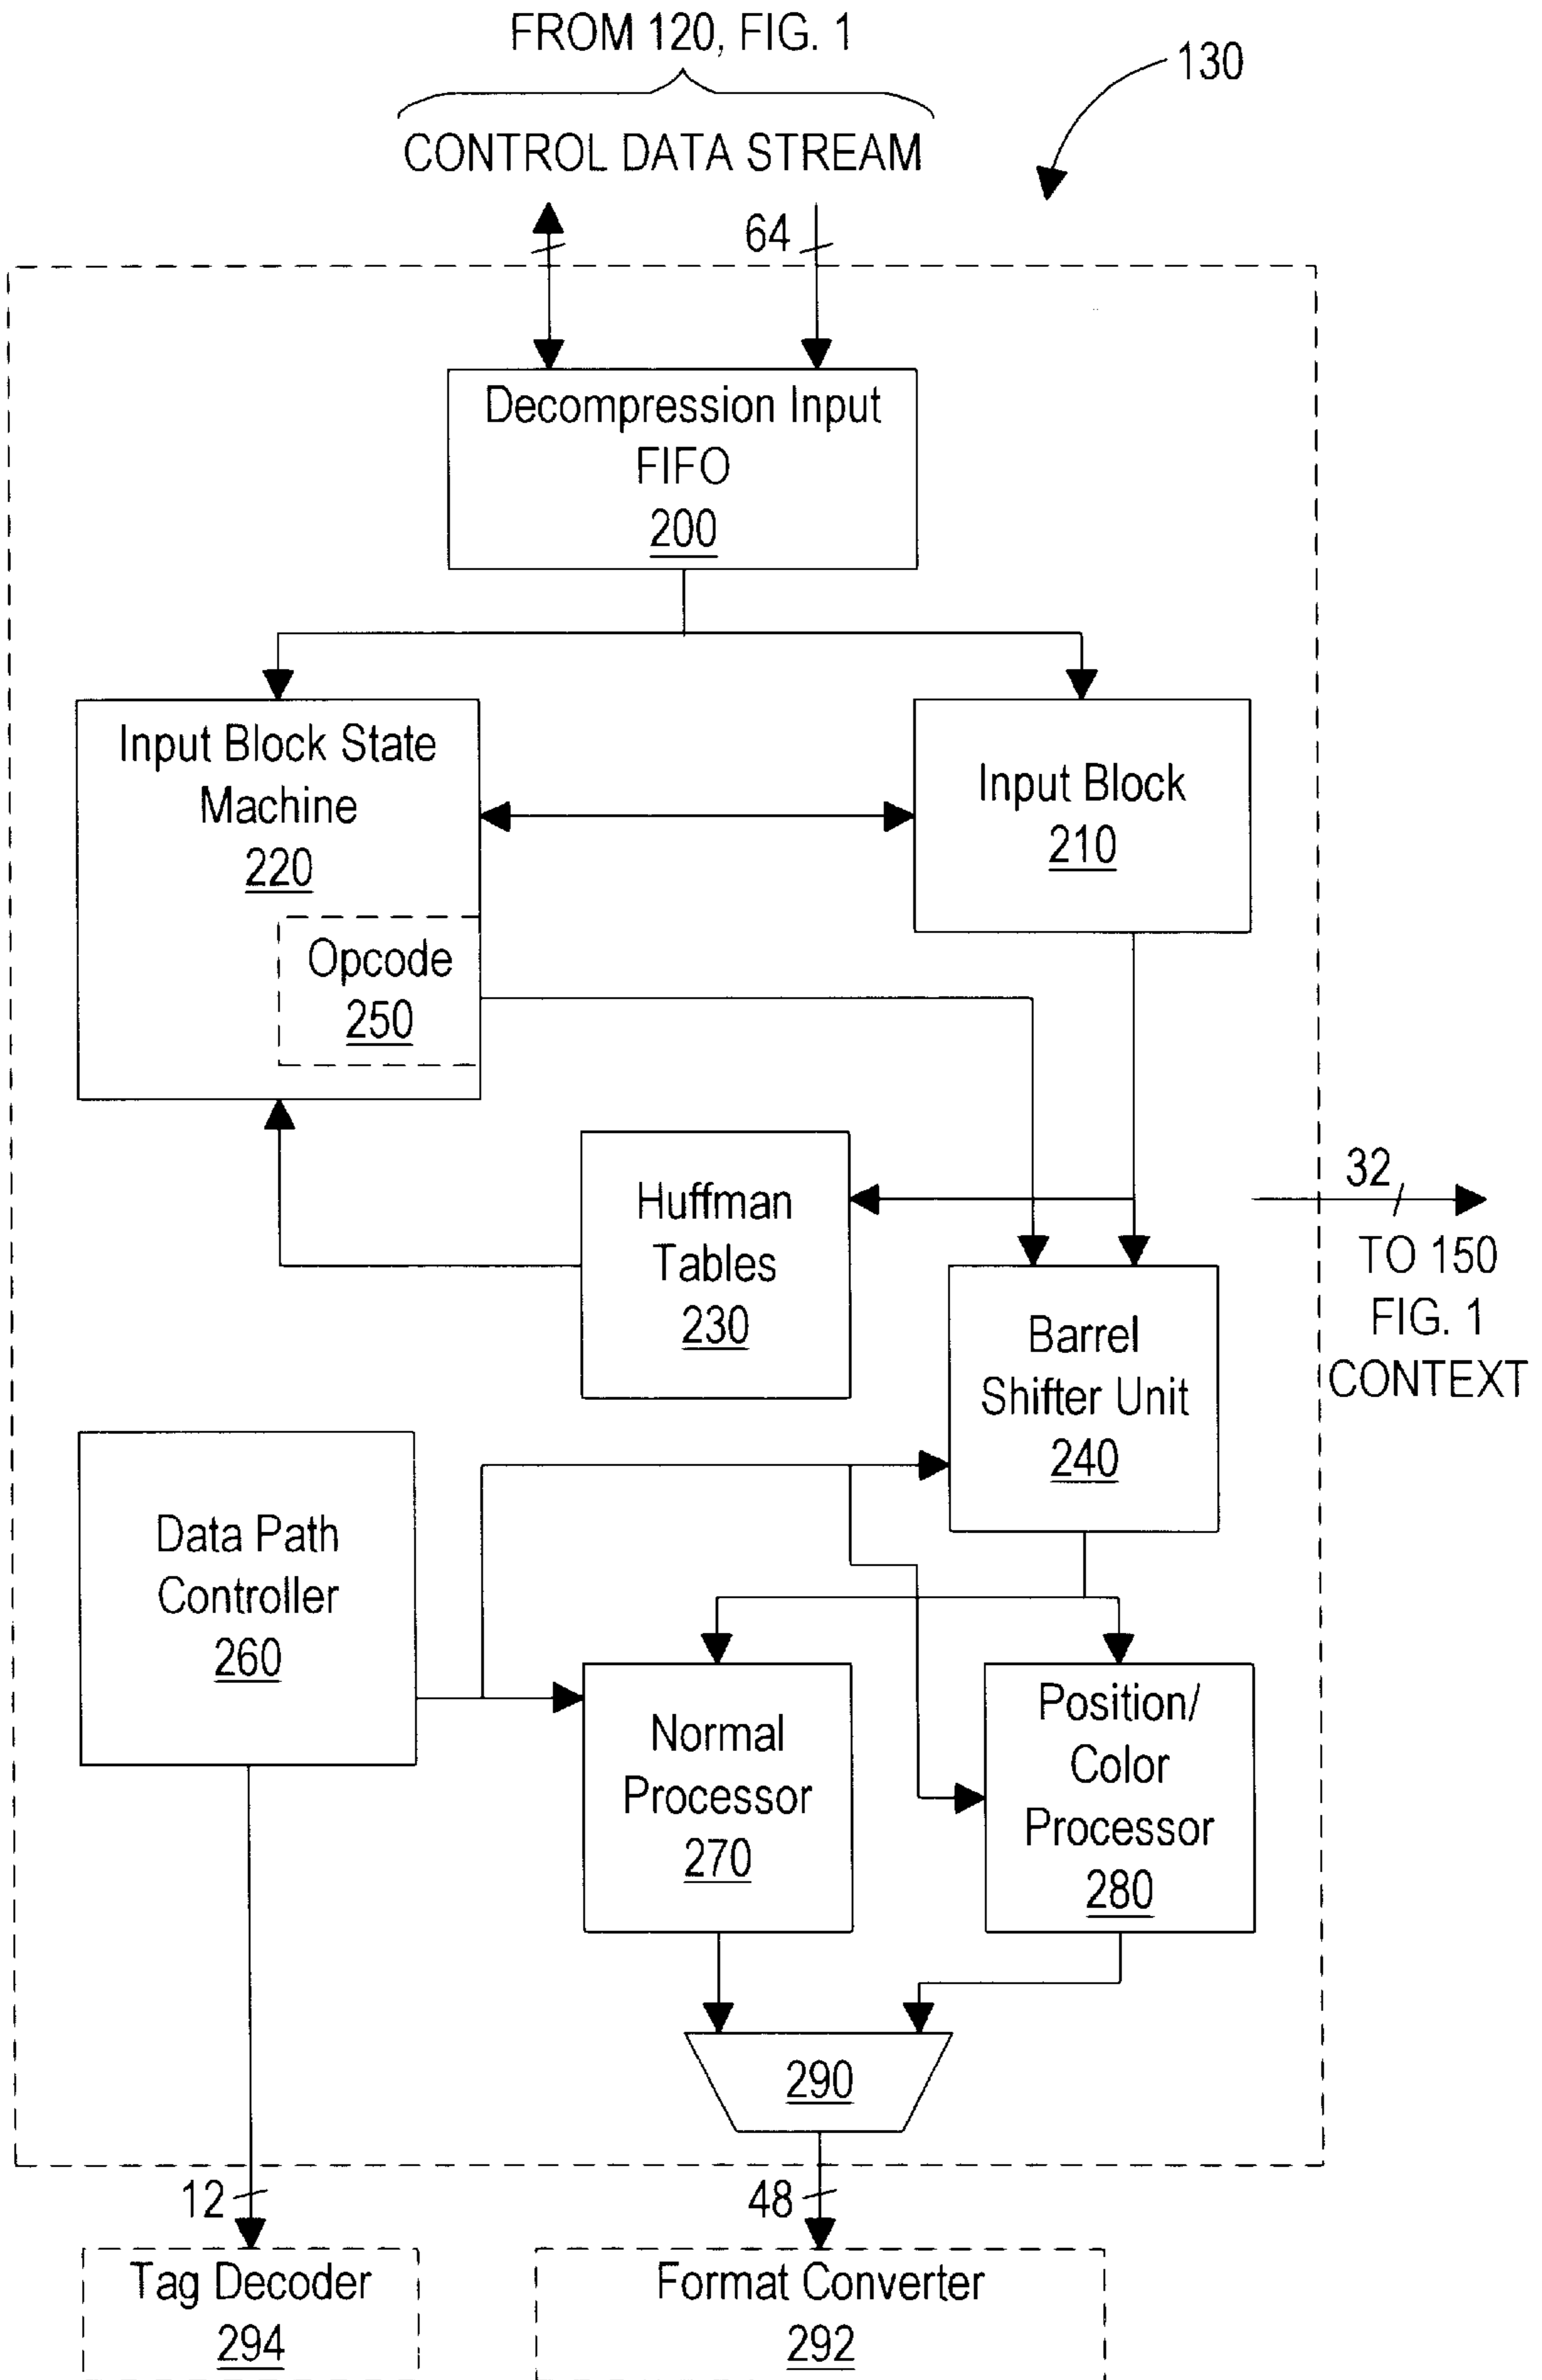 FROM 120, FIG. 1
130
CONTROL DATA STREAM
64
Decompression Input
FIFO
200
Input Block State
Machine
220
Input Block
210
Opcode
250
32
TO 150
FIG. 1
CONTEXT
Huffman
Tables
230
Barrel
Shifter Unit
240
Data Path
Controller
260
Normal
Processor
270
Position/
Color
Processor
280
290
12
48
Tag Decoder
294
Format Converter
292